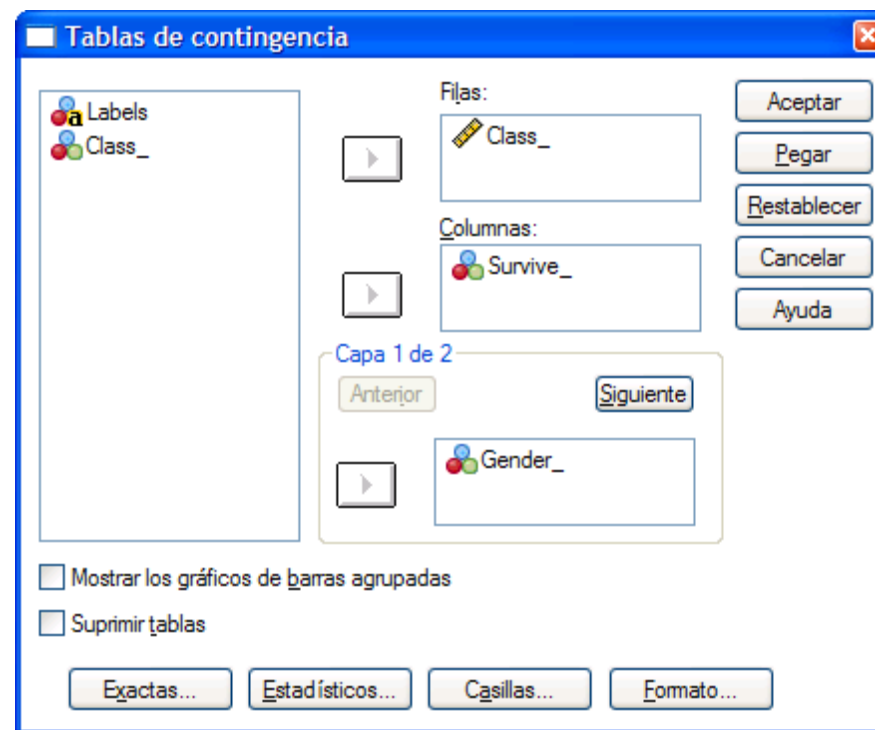 Tablas de contingencia
Labels
Class_
Filas:
Class_
Columnas:
Survive_
Capa 1 de 2
Anterior
Siguiente
Gender_
Aceptar
Pegar
Restablecer
Cancelar
Ayuda
Mostrar los gráficos de barras agrupadas
Suprimir tablas
Exactas...
Estadísticos...
Casillas...
Formato...